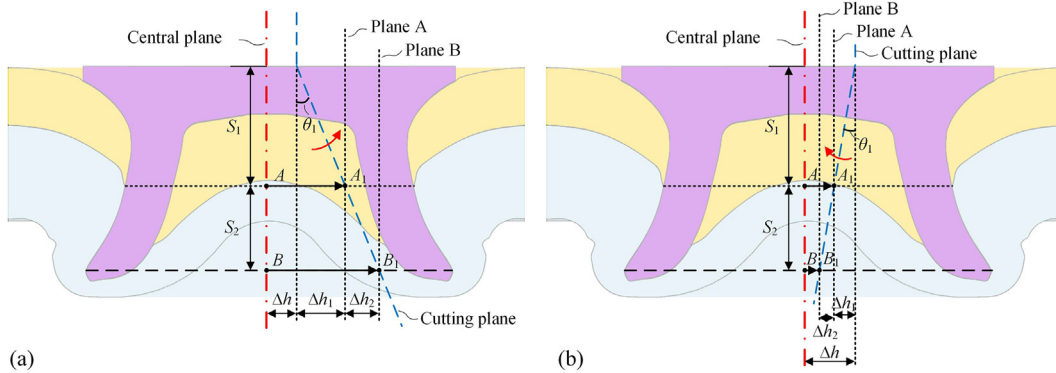 Plane A
Central plane
Plane B
S₁
θ₁
A
A₁
S₂
B
B₁
Δh
Δh₁
Δh₂
Cutting plane
(a)
Plane B
Plane A
Central plane
Cutting plane
S₁
θ₁
A
A₁
S₂
B
B₁
Δh₁
Δh₂
Δh
(b)